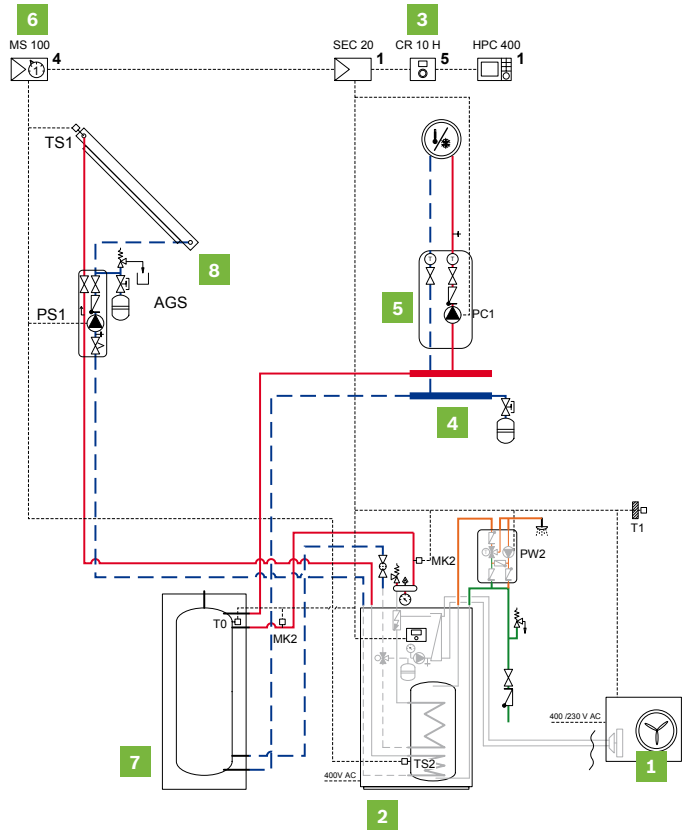 6
3
MS 100
SEC 20
CR 10 H
HPC 400
1
4
1
5
1
TS1
8
AGS
PS1
5
PC1
4
T1
MK2
PW2
T
T
T
T0
MK2
400 /230 V AC
7
TS2
400V AC
1
2